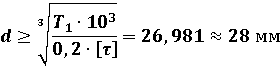 d ≥ ∛(T₁ · 10³ / 0, 2 · [τ]) = 26, 981 ≈ 28 мм